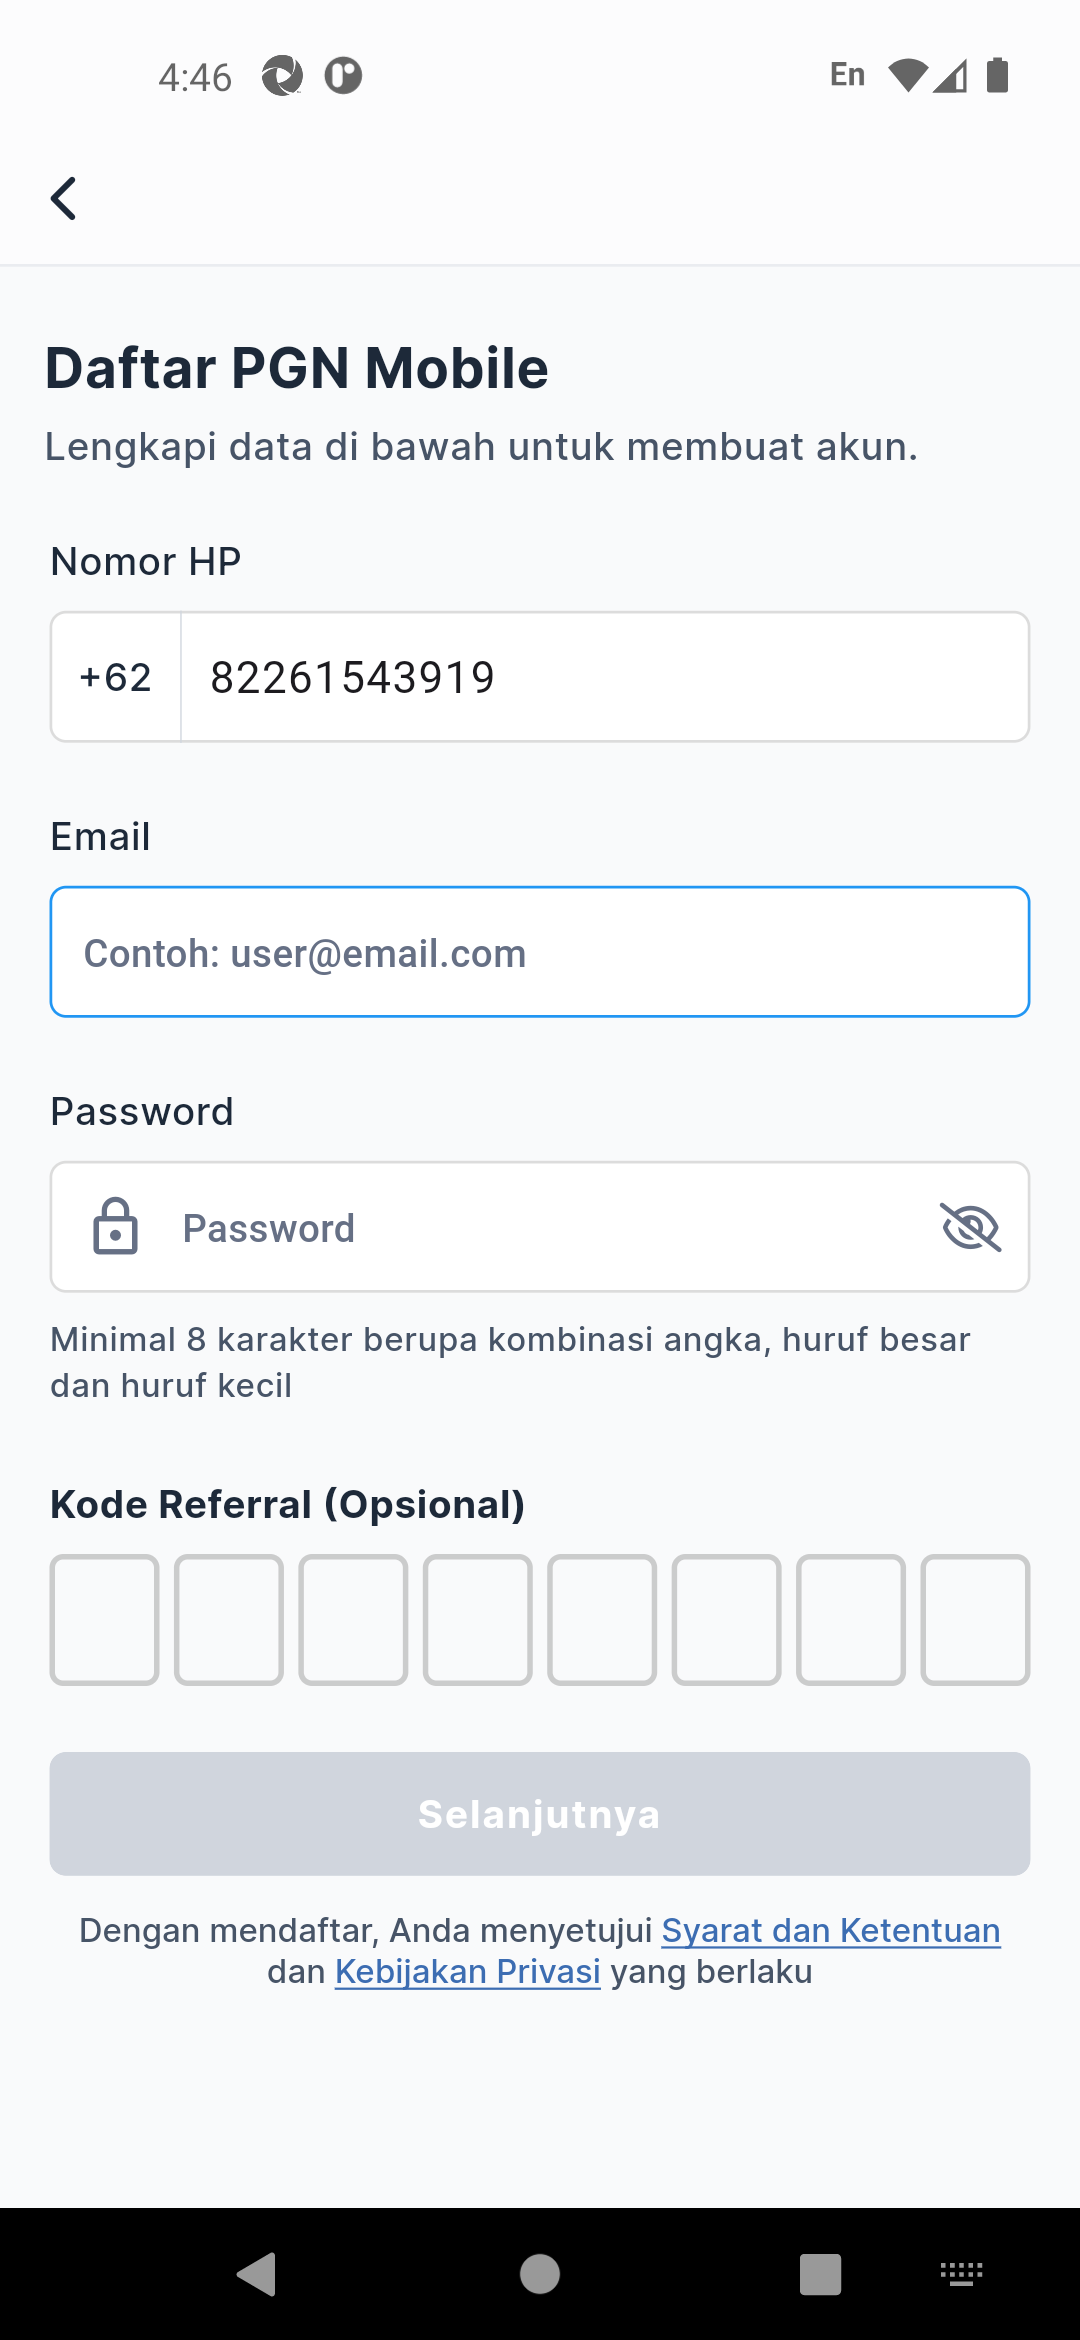 4:46
En
Daftar PGN Mobile
Lengkapi data di bawah untuk membuat akun.
Nomor HP
+62 82261543919
Email
Contoh: user@email.com
Password
Password
Minimal 8 karakter berupa kombinasi angka, huruf besar
dan huruf kecil
Kode Referral (Opsional)
Selanjutnya
Dengan mendaftar, Anda menyetujui Syarat dan Ketentuan
dan Kebijakan Privasi yang berlaku